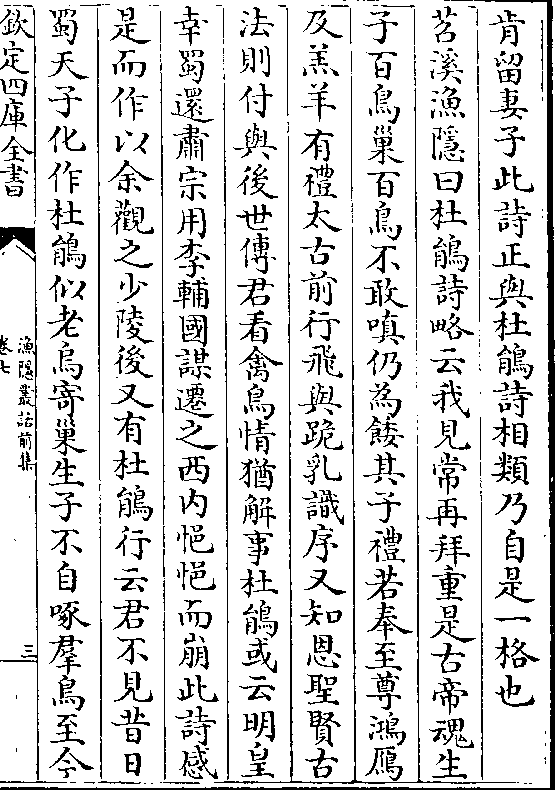 肯留妻子此詩正與杜鵑詩相類乃自是一格也
苕溪漁隱曰杜鵑詩略云我見常再拜重是古帝魂生
子百鳥巢百鳥不敢嗔仍為餧其子禮若奉至尊鴻鴈
及羔羊有禮太古前行飛與跪乳識序又知恩聖賢古
法則付與後世傳君看禽鳥情猶解事杜鵑或云明皇
幸蜀還肅宗用李輔國謀遷之西内悒悒而崩此詩感
是而作以余觀之少陵後又有杜鵑行云君不見昔日
蜀天子化作杜鵑似老烏寄巢生子不自啄羣鳥至今
欽定四庫全書
漁隱叢話前集
卷七
三